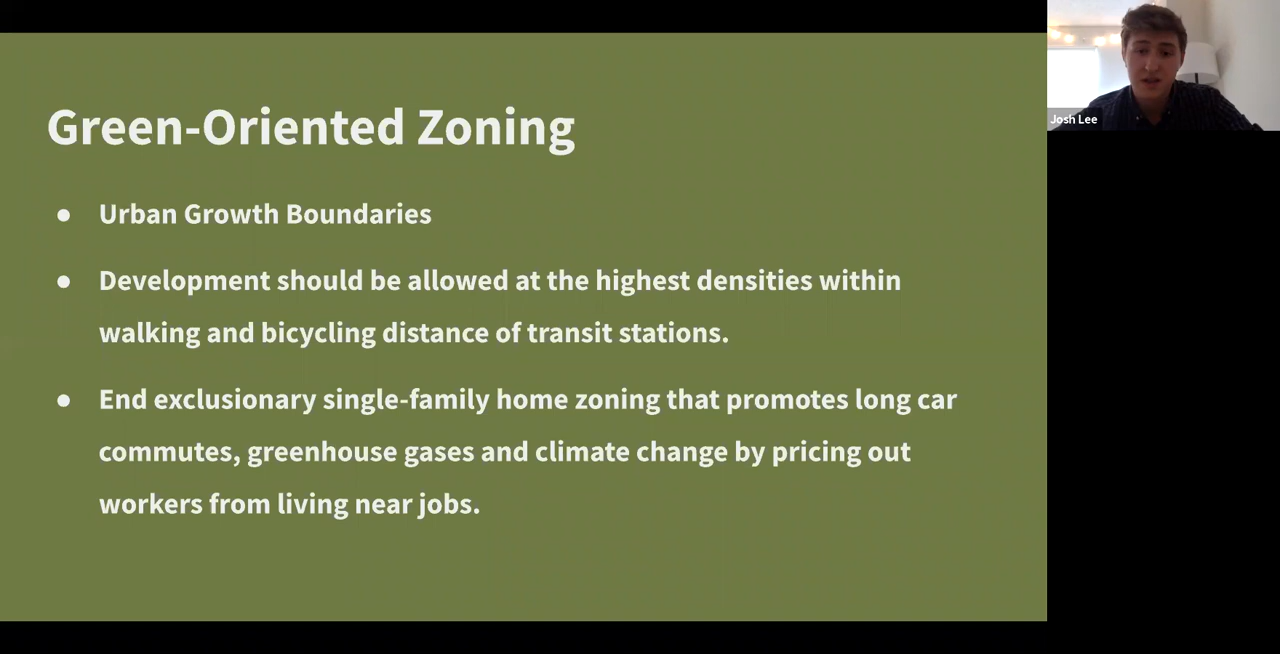 Green-Oriented Zoning
● Urban Growth Boundaries
● Development should be allowed at the highest densities within
walking and bicycling distance of transit stations.
● End exclusionary single-family home zoning that promotes long car
commutes, greenhouse gases and climate change by pricing out
workers from living near jobs.
Josh Lee